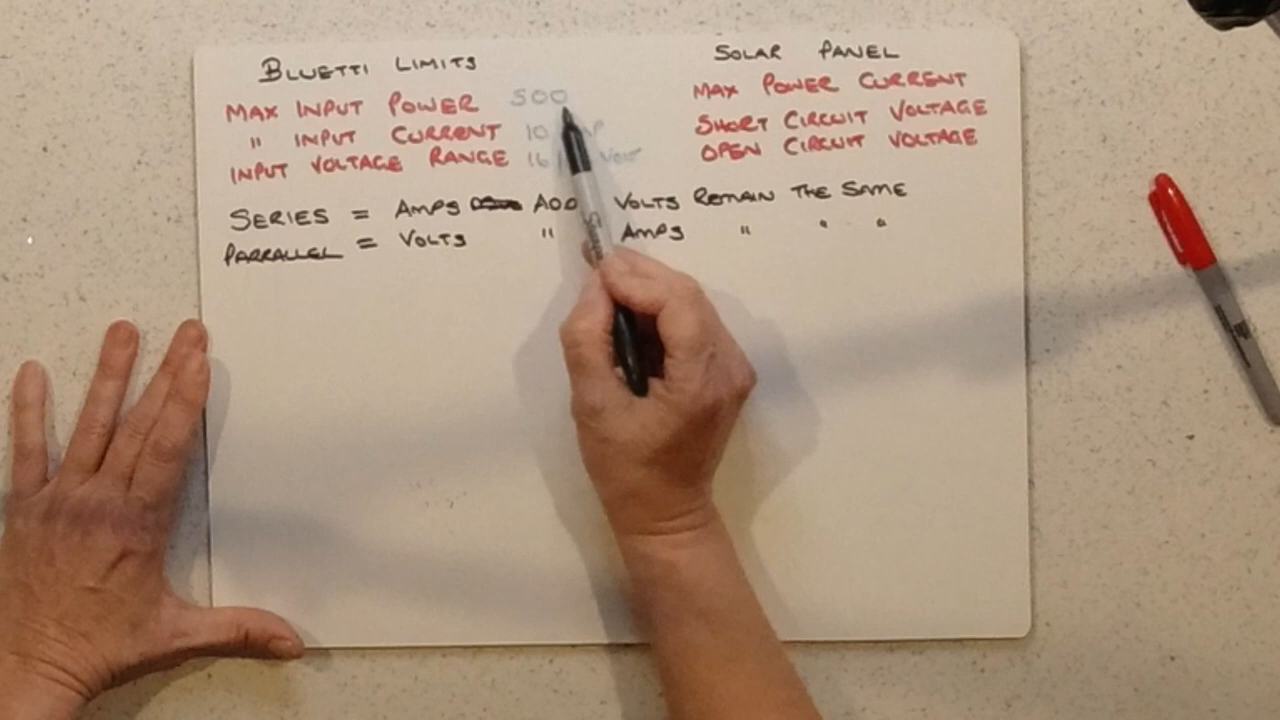 BLUETTI LIMITS
MAX INPUT POWER 500
" INPUT CURRENT 10
INPUT VOLTAGE RANGE 16 VOLT
SOLAR PANEL
MAX POWER CURRENT
SHORT CIRCUIT VOLTAGE
OPEN CIRCUIT VOLTAGE
SERIES = AMPS ADD VOLTS REMAIN THE SAME
PARRALLEL = VOLTS " AMPS " " "